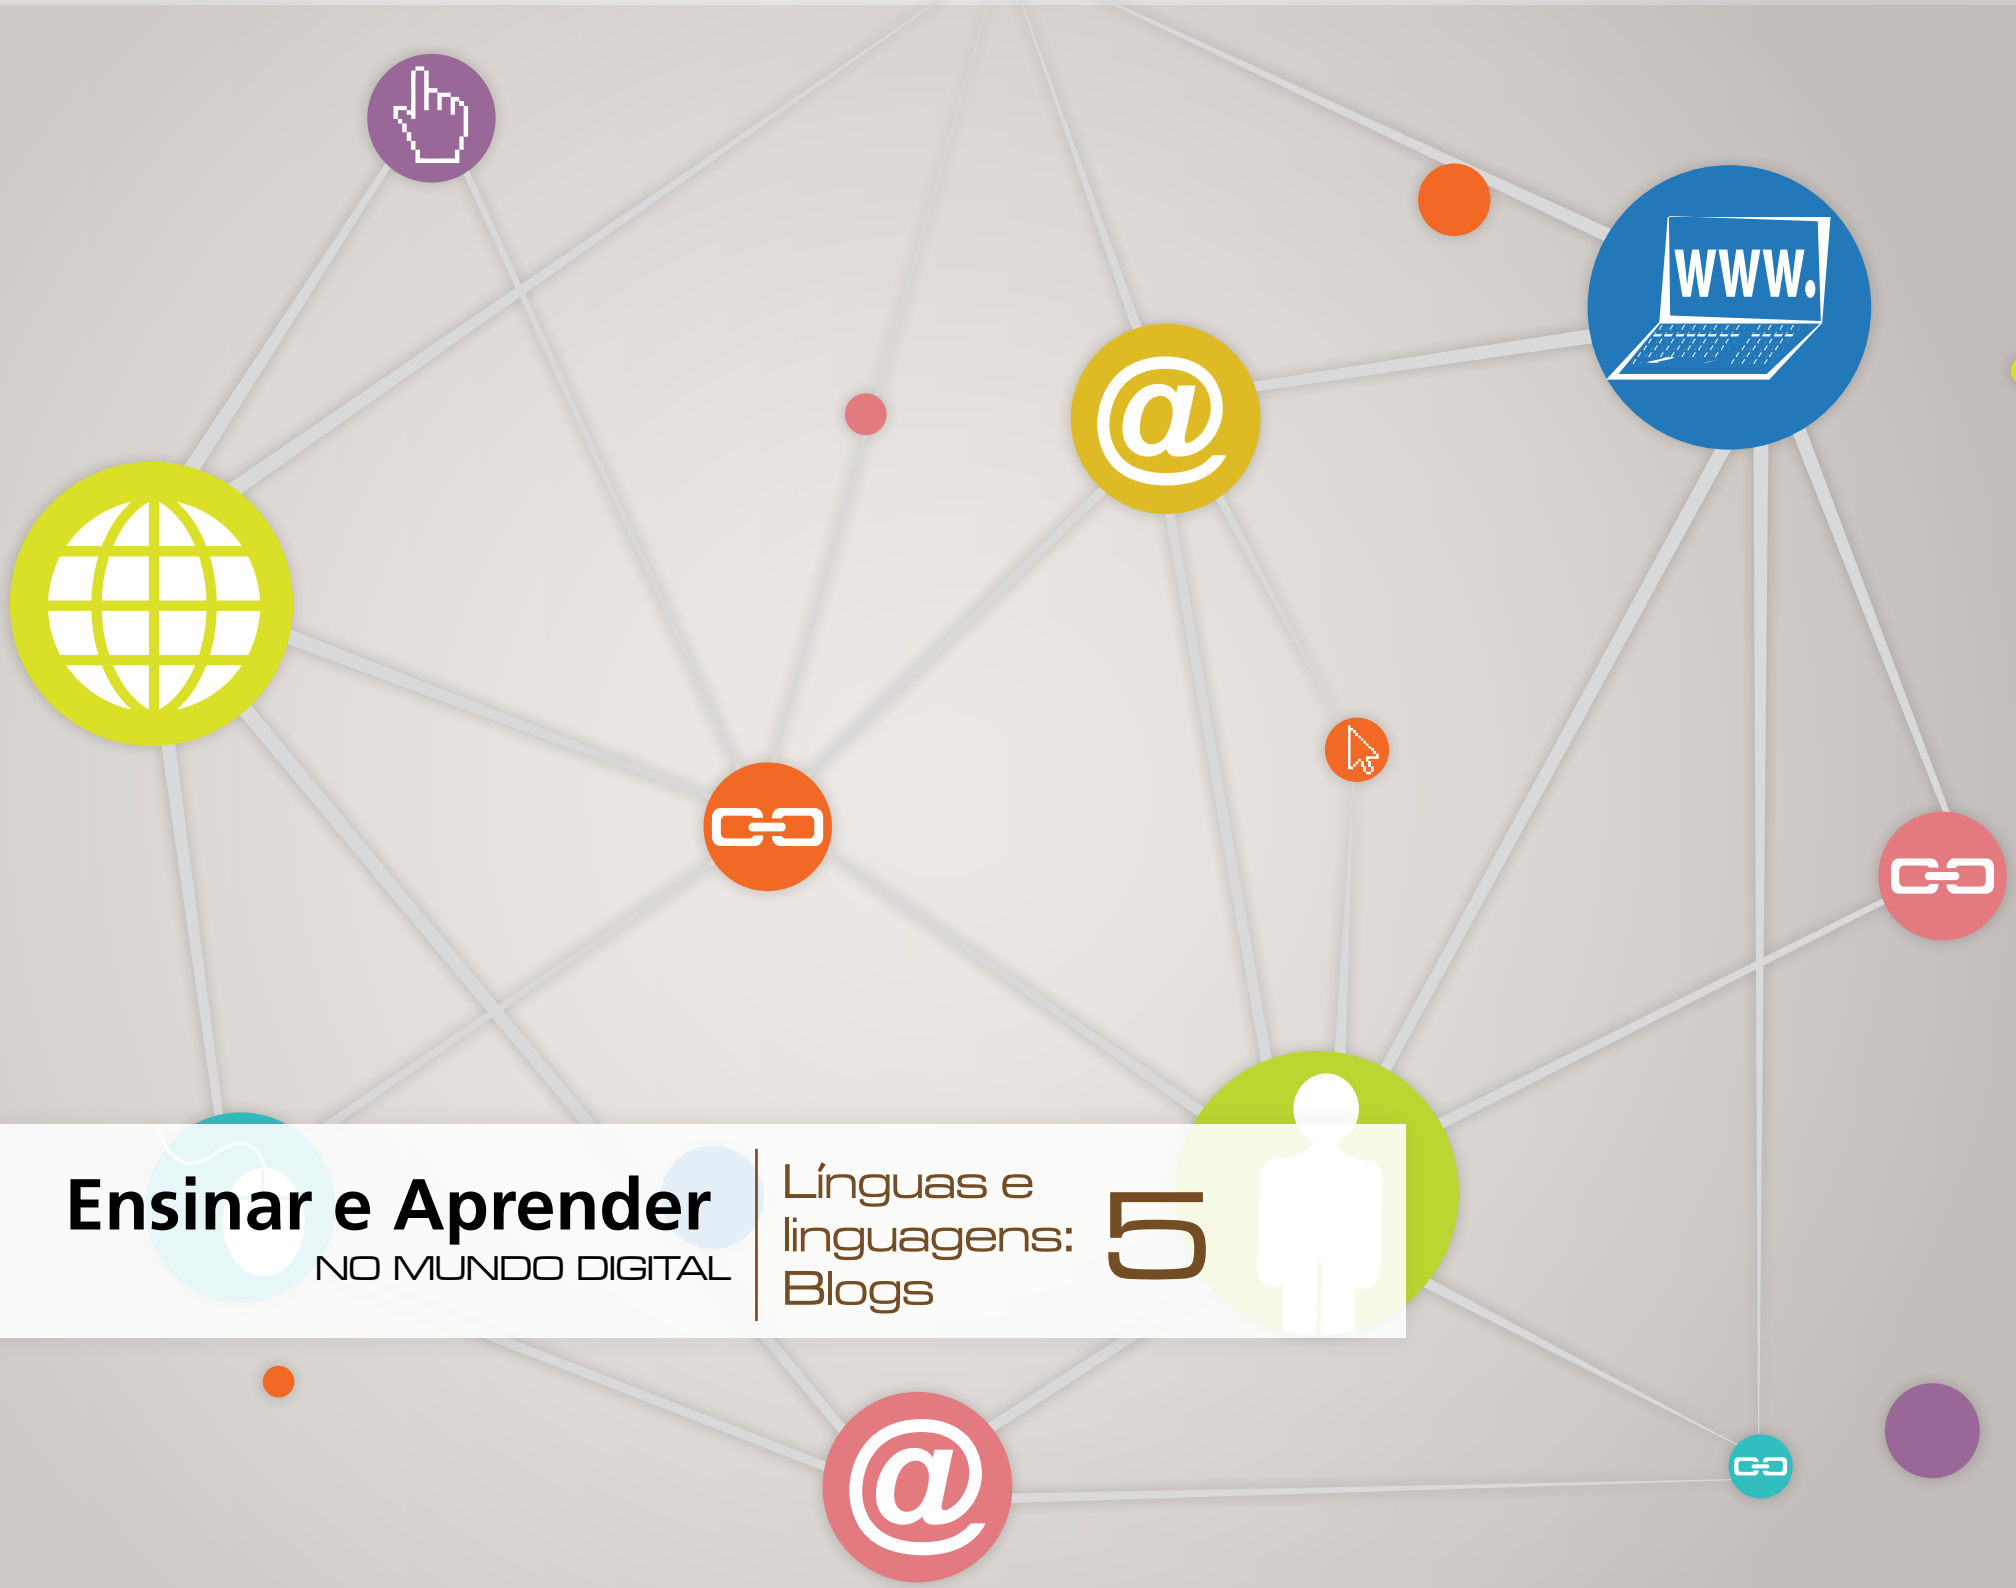 WWW.
@
@
Ensinar e Aprender
NO MUNDO DIGITAL
Línguas e
linguagens:
Blogs
5